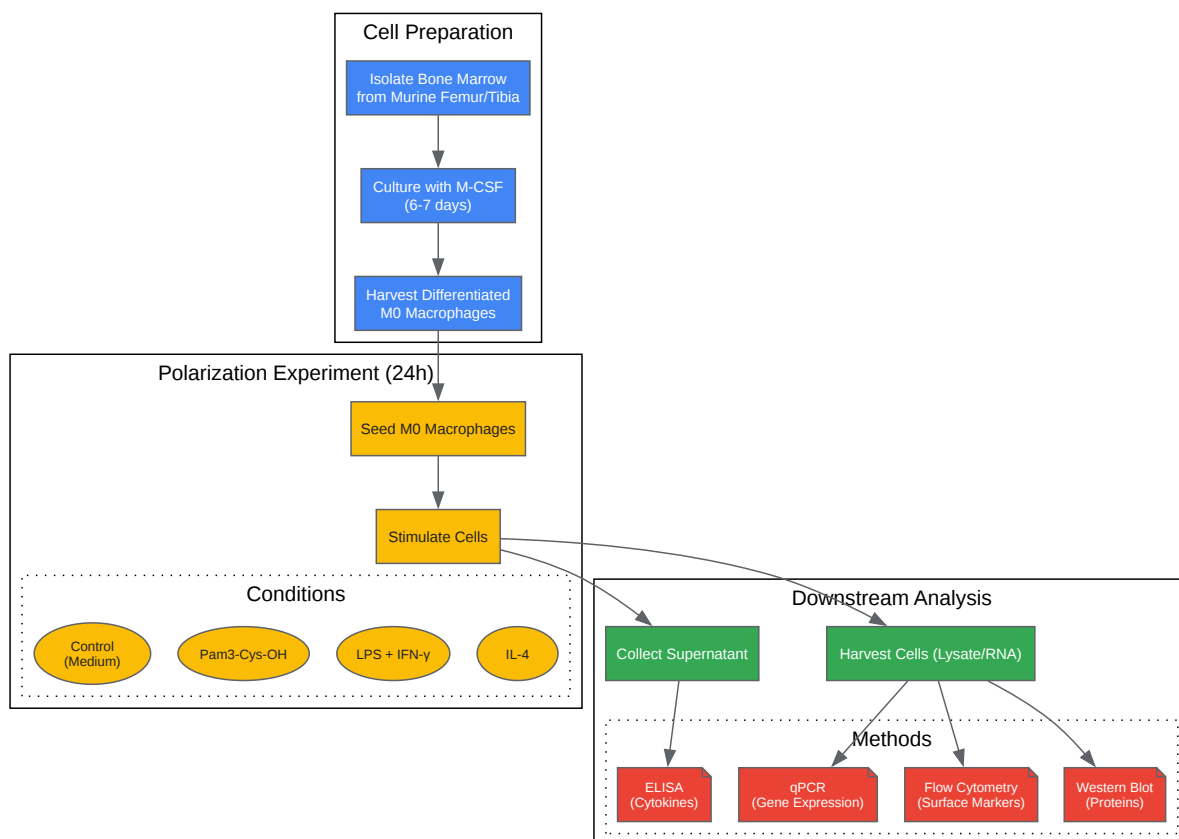 Cell Preparation
Isolate Bone Marrow
from Murine Femur/Tibia
Culture with M-CSF
(6-7 days)
Harvest Differentiated
M0 Macrophages
Polarization Experiment (24h)
Seed M0 Macrophages
Stimulate Cells
Conditions
Control
(Medium)
Pam3-Cys-OH
LPS + IFN-γ
IL-4
Downstream Analysis
Collect Supernatant
Harvest Cells (Lysate/RNA)
Methods
ELISA
(Cytokines)
qPCR
(Gene Expression)
Flow Cytometry
(Surface Markers)
Western Blot
(Proteins)